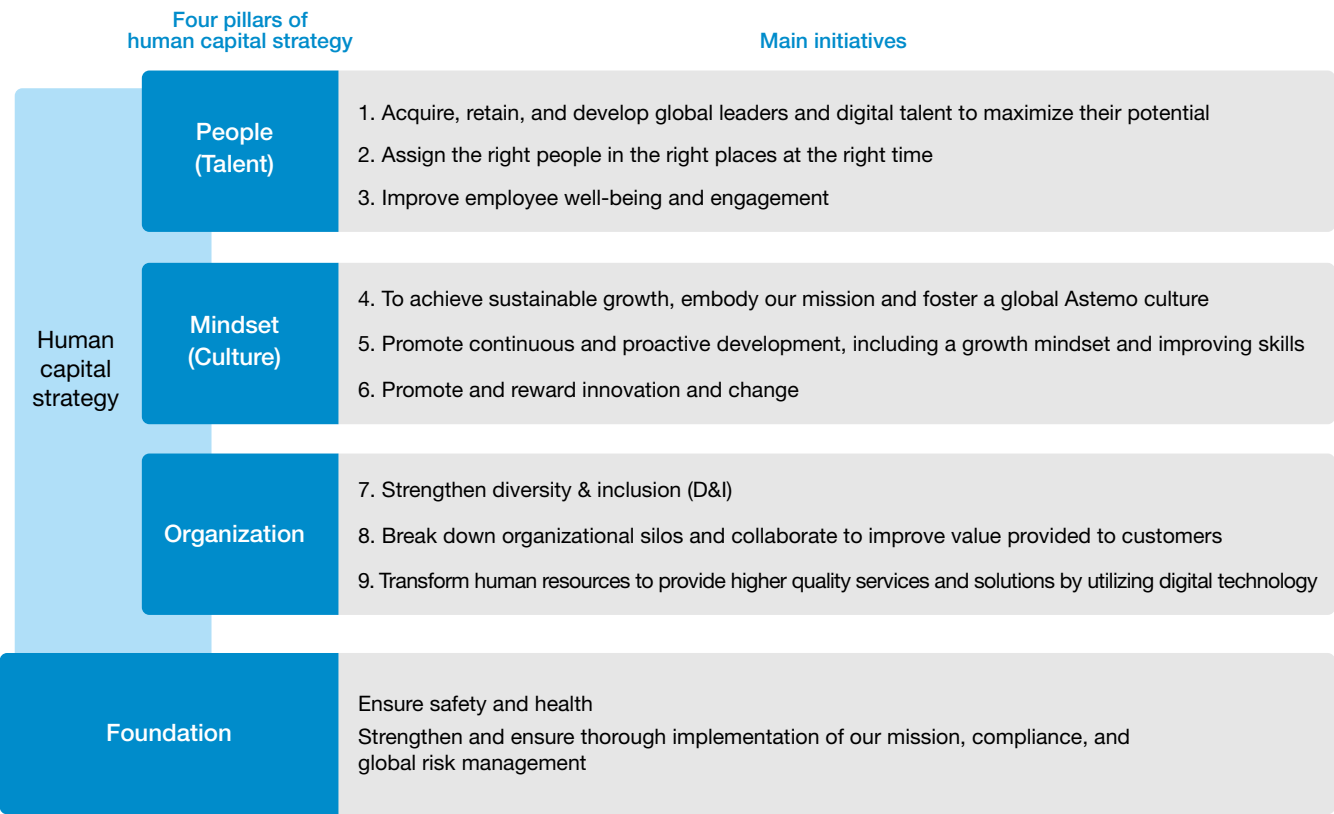 Four pillars of
human capital strategy
Main initiatives
Human
capital
strategy
People
(Talent)
1. Acquire, retain, and develop global leaders and digital talent to maximize their potential
2. Assign the right people in the right places at the right time
3. Improve employee well-being and engagement
Mindset
(Culture)
4. To achieve sustainable growth, embody our mission and foster a global Astemo culture
5. Promote continuous and proactive development, including a growth mindset and improving skills
6. Promote and reward innovation and change
Organization
7. Strengthen diversity & inclusion (D&I)
8. Break down organizational silos and collaborate to improve value provided to customers
9. Transform human resources to provide higher quality services and solutions by utilizing digital technology
Foundation
Ensure safety and health
Strengthen and ensure thorough implementation of our mission, compliance, and
global risk management